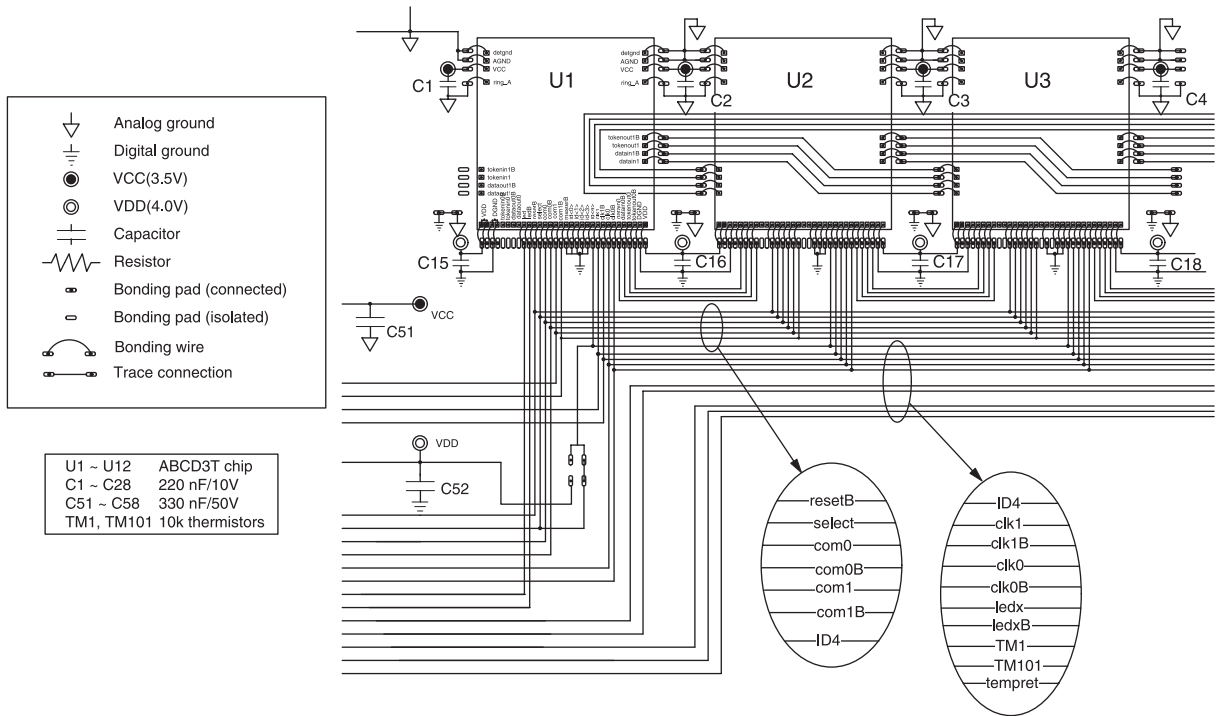 detgnd
AGND
VCC
ring_A
U1
detgnd
AGND
VCC
ring_A
U2
U3
C1
C2
C3
C4
Analog ground
Digital ground
VCC(3.5V)
VDD(4.0V)
Capacitor
Resistor
Bonding pad (connected)
Bonding pad (isolated)
Bonding wire
Trace connection
tokenout1B
tokenout1
datain1B
datain1
tokenin1B
tokenin1
dataout1B
dataout1
VDD
DGND
DGND
VDD
C15
C16
C17
C18
VCC
C51
VDD
C52
U1 ~ U12 ABCD3T chip
C1 ~ C28 220 nF/10V
C51 ~ C58 330 nF/50V
TM1, TM101 10k thermistors
resetB
select
com0
com0B
com1
com1B
ID4
ID4
clk1
clk1B
clk0
clk0B
ledx
ledxB
TM1
TM101
tempret